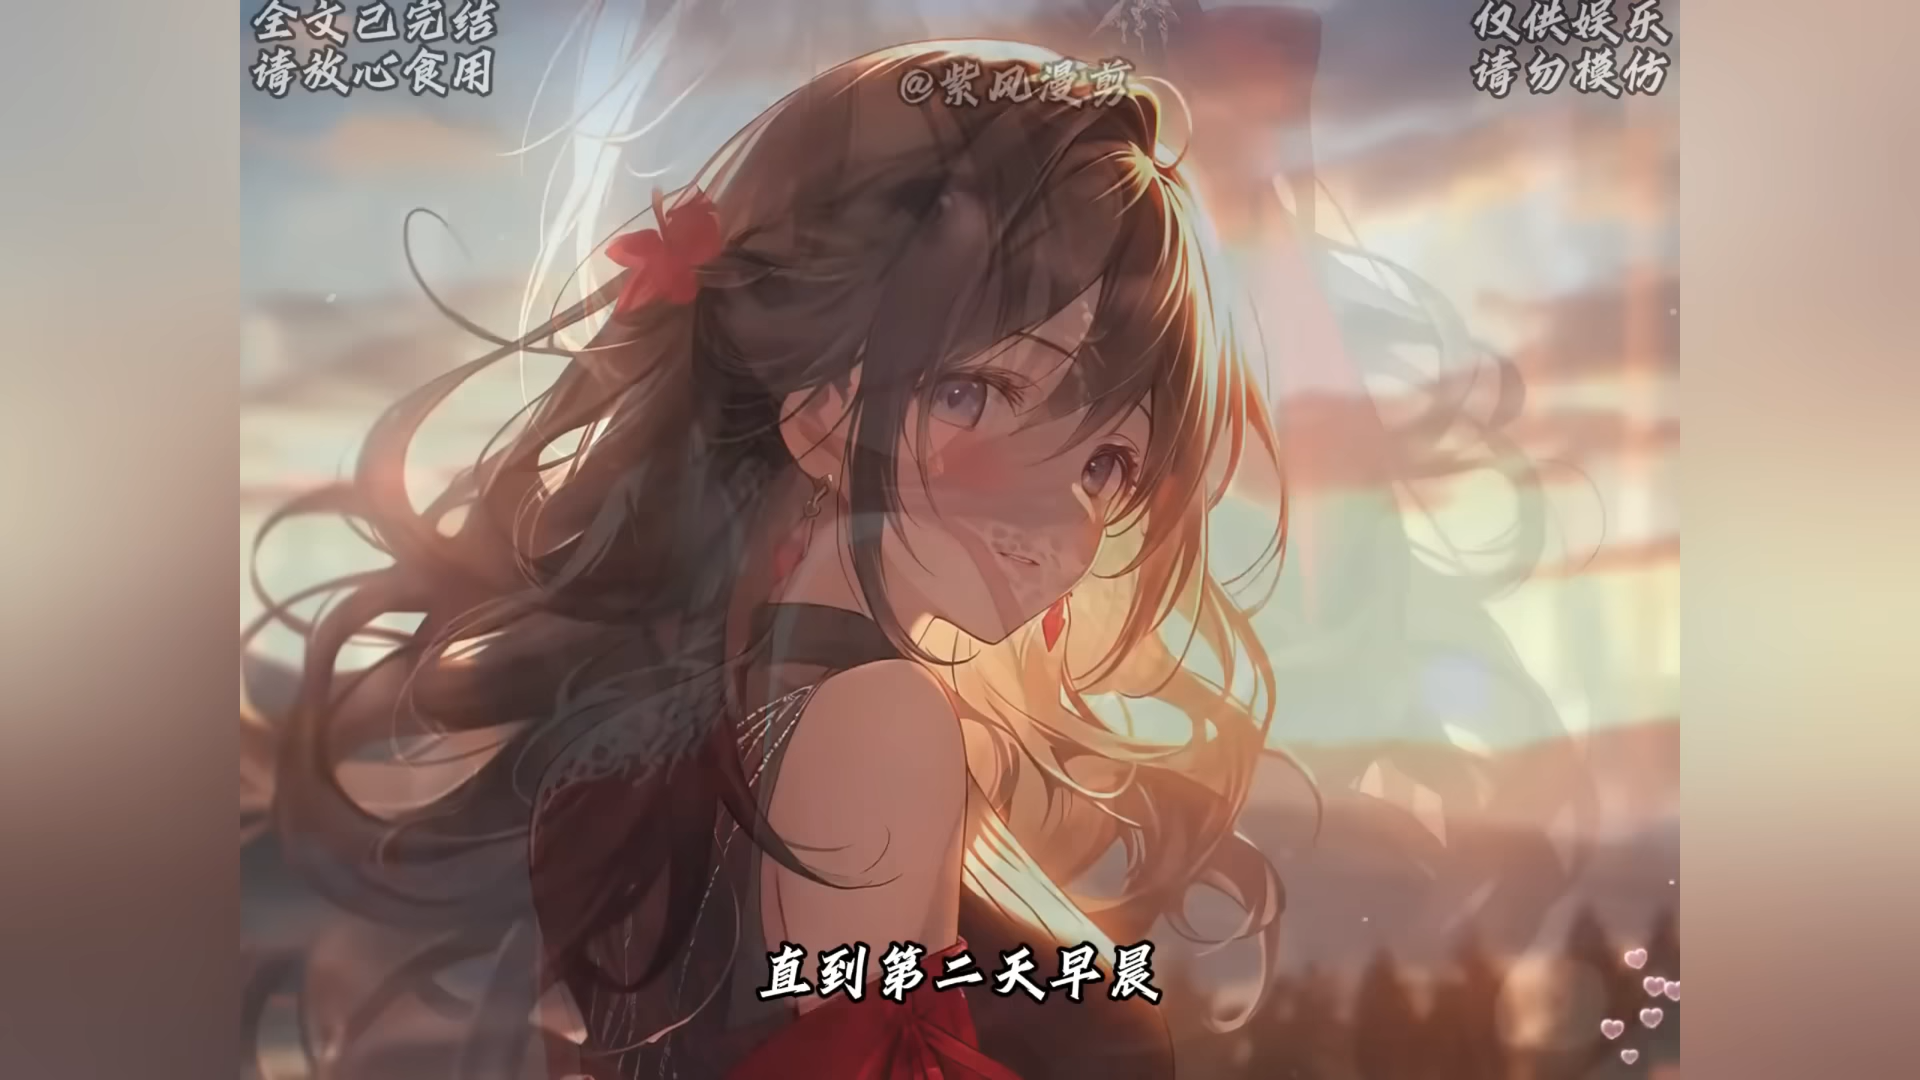 全文已完结
请放心食用
@紫风漫剪
仅供娱乐
请勿模仿
直到第二天早晨